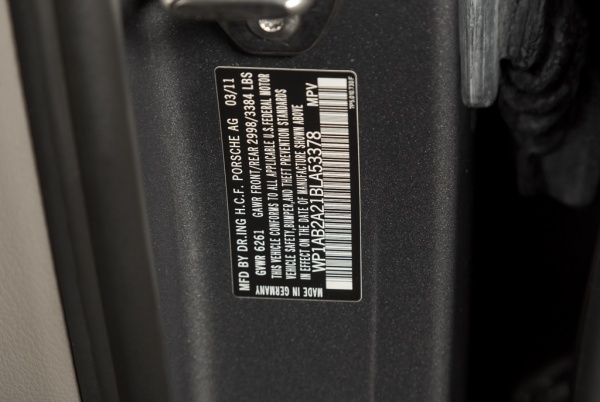 MFD BY DR.ING H.C.F. PORSCHE AG 03/11
GVWR 6261 GAWR FRONT/REAR 2998/3384 LBS
THIS VEHICLE CONFORMS TO ALL APPLICABLE U.S.FEDERAL MOTOR
VEHICLE SAFETY,BUMPER,AND THEFT PREVENTION STANDARDS
IN EFFECT ON THE DATE OF MANUFACTURE SHOWN ABOVE
WP1AB2A21BLA53378 MPV
MADE IN GERMANY